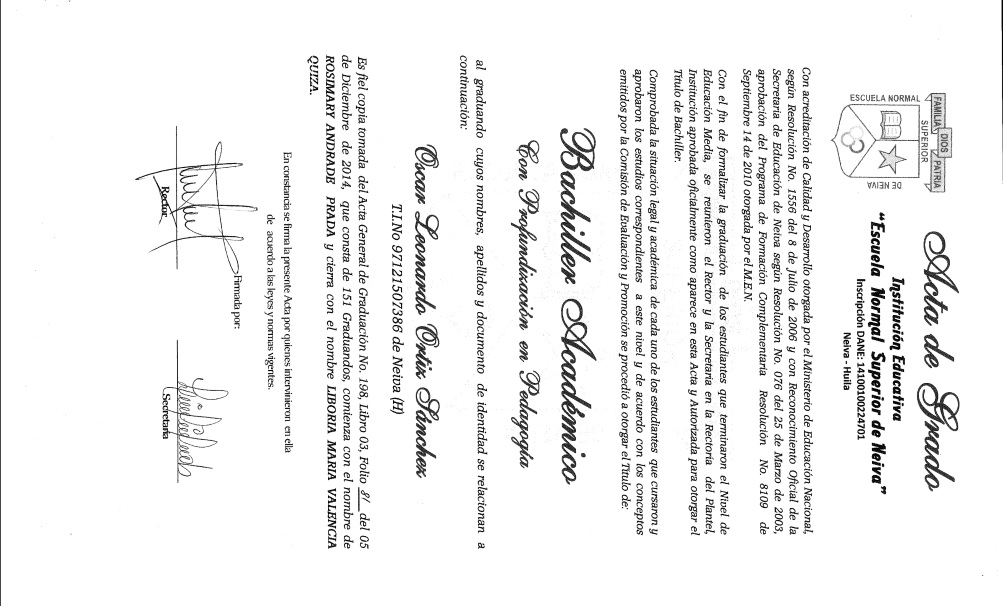 DIOS
FAMILIA PATRIA
SUPERIOR
ESCUELA NORMAL
DE NEIVA
Acta de Grado
Institución Educativa
“Escuela Normal Superior de Neiva”
Inscripción DANE: 14100100224701
Neiva - Huila
Con acreditación de Calidad y Desarrollo otorgada por el Ministerio de Educación Nacional,
según Resolución No. 1556 del 8 de Julio de 2006 y con Reconocimiento Oficial de la
Secretaria de Educación de Neiva según Resolución No. 076 del 25 de Marzo de 2003,
aprobación del Programa de Formación Complementaria Resolución No. 8109 de
Septiembre 14 de 2010 otorgada por el M.E.N.
Con el fin de formalizar la graduación de los estudiantes que terminaron el Nivel de
Educación Media, se reunieron el Rector y la Secretaria en la Rectoría del Plantel,
Institución aprobada oficialmente como aparece en esta Acta y Autorizada para otorgar el
Título de Bachiller.
Comprobada la situación legal y académica de cada uno de los estudiantes que cursaron y
aprobaron los estudios correspondientes a este nivel y de acuerdo con los conceptos
emitidos por la Comisión de Evaluación y Promoción se procedió a otorgar el Título de:
Bachiller Académico
Con Profundización en Pedagogía
al graduando cuyos nombres, apellidos y documento de identidad se relacionan a
continuación:
Oscar Leonardo Ortiz Sánchez
T.I.No 97121507386 de Neiva (H)
Es fiel copia tomada del Acta General de Graduación No. 198, Libro 03, Folio 81 del 05
de Diciembre de 2014, que consta de 151 Graduandos, comienza con el nombre de
ROSIMARY ANDRADE PRADA y cierra con el nombre LIBORIA MARIA VALENCIA
QUIZA.
En constancia se firma la presente Acta por quienes intervinieron en ella
de acuerdo a las leyes y normas vigentes.
Firmada por:
Rector
Secretaria